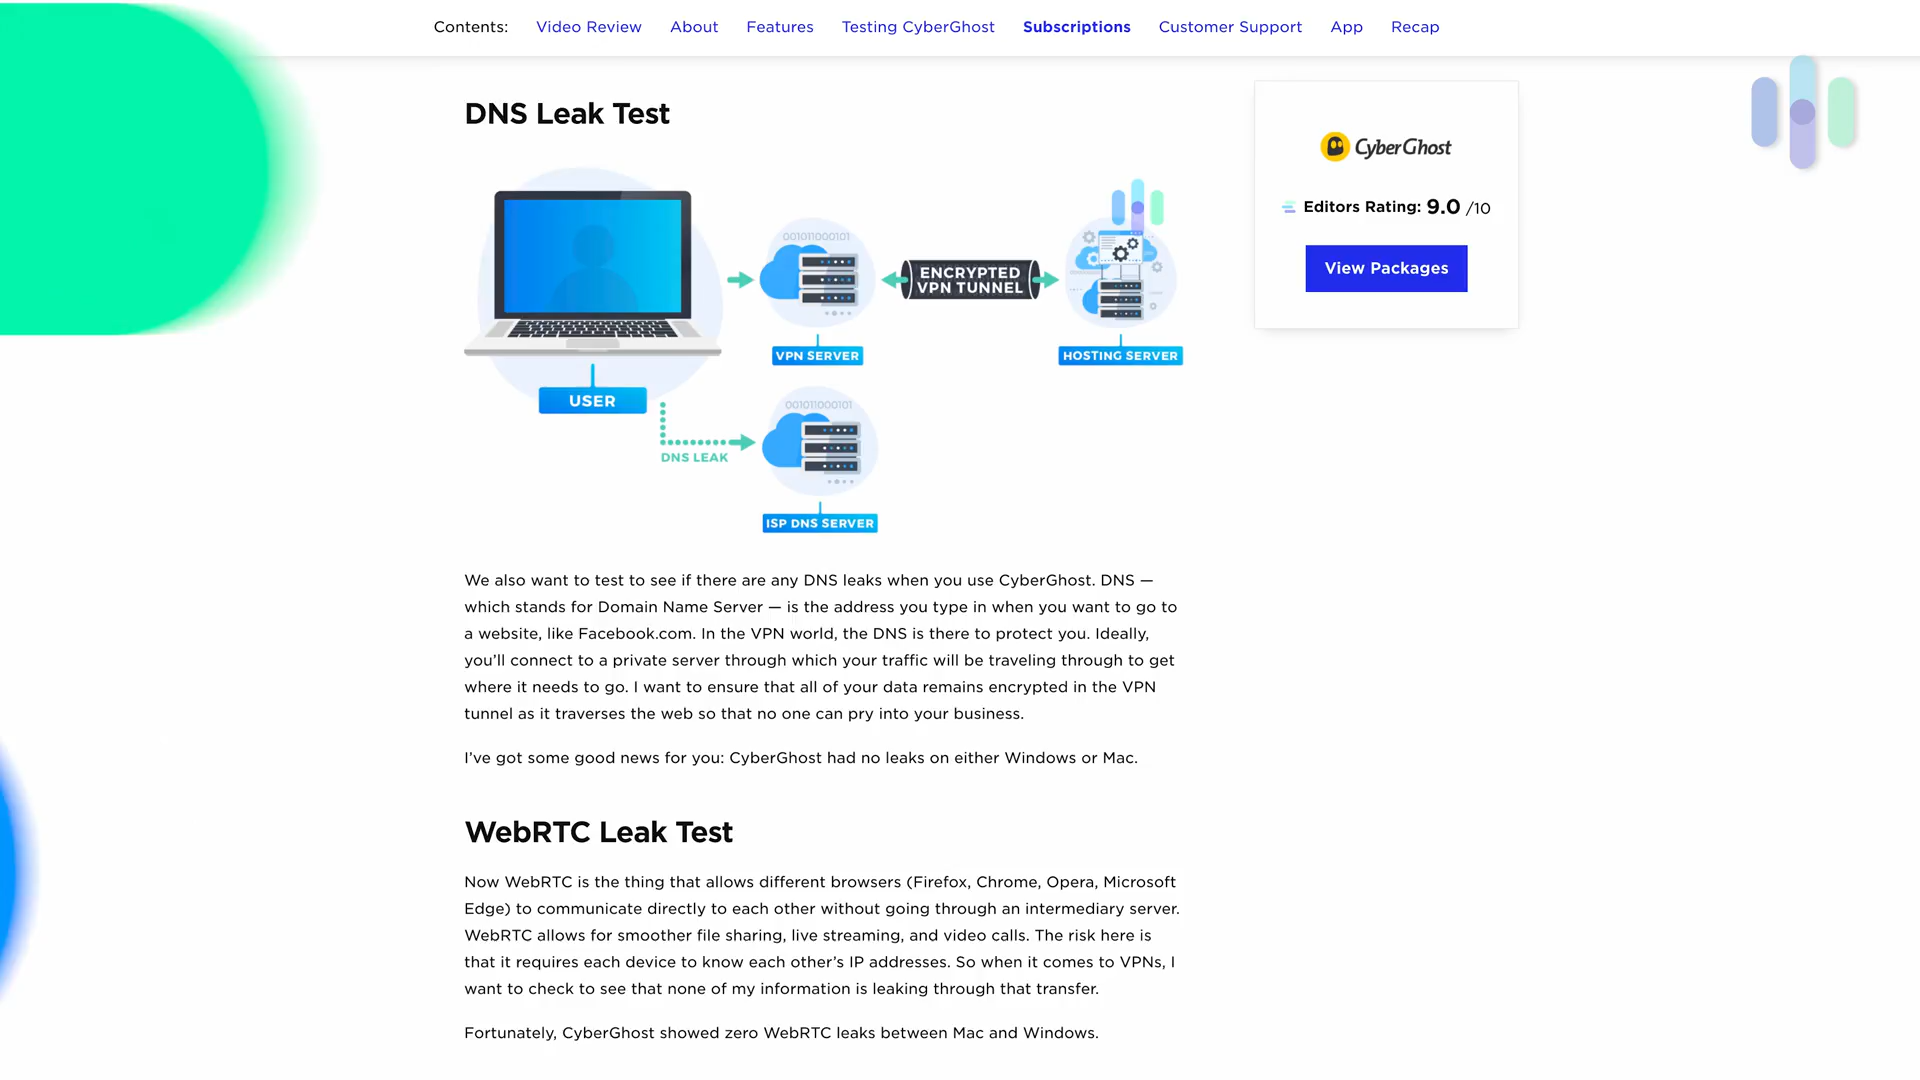 Contents: Video Review About Features Testing CyberGhost Subscriptions Customer Support App Recap
DNS Leak Test
CyberGhost
Editors Rating: 9.0 /10
View Packages
001011000101
ENCRYPTED
VPN TUNNEL
VPN SERVER
HOSTING SERVER
USER
001011000101
DNS LEAK
ISP DNS SERVER
We also want to test to see if there are any DNS leaks when you use CyberGhost. DNS —
which stands for Domain Name Server — is the address you type in when you want to go to
a website, like Facebook.com. In the VPN world, the DNS is there to protect you. Ideally,
you’ll connect to a private server through which your traffic will be traveling through to get
where it needs to go. I want to ensure that all of your data remains encrypted in the VPN
tunnel as it traverses the web so that no one can pry into your business.
I’ve got some good news for you: CyberGhost had no leaks on either Windows or Mac.
WebRTC Leak Test
Now WebRTC is the thing that allows different browsers (Firefox, Chrome, Opera, Microsoft
Edge) to communicate directly to each other without going through an intermediary server.
WebRTC allows for smoother file sharing, live streaming, and video calls. The risk here is
that it requires each device to know each other’s IP addresses. So when it comes to VPNs, I
want to check to see that none of my information is leaking through that transfer.
Fortunately, CyberGhost showed zero WebRTC leaks between Mac and Windows.